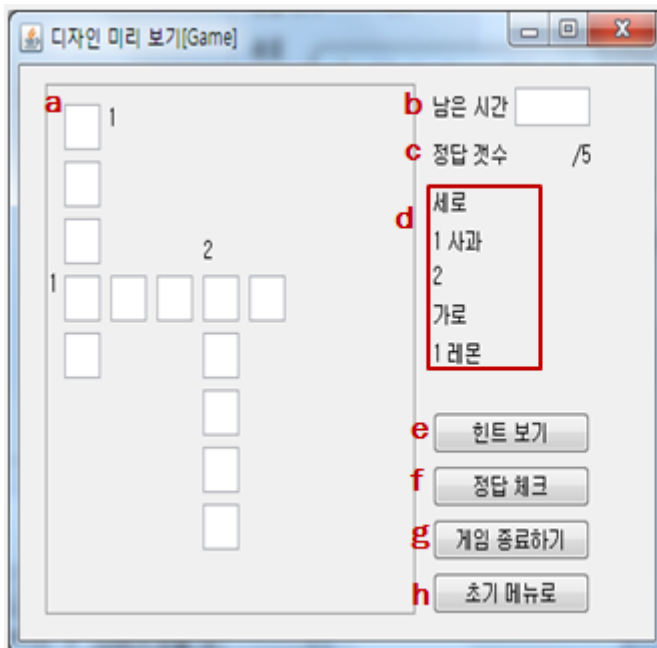 디자인 미리 보기[Game]
a
1
2
1
b 남은 시간
c 정답 갯수 /5
d
세로
1 사과
2
가로
1 레몬
e 힌트 보기
f 정답 체크
g 게임 종료하기
h 초기 메뉴로